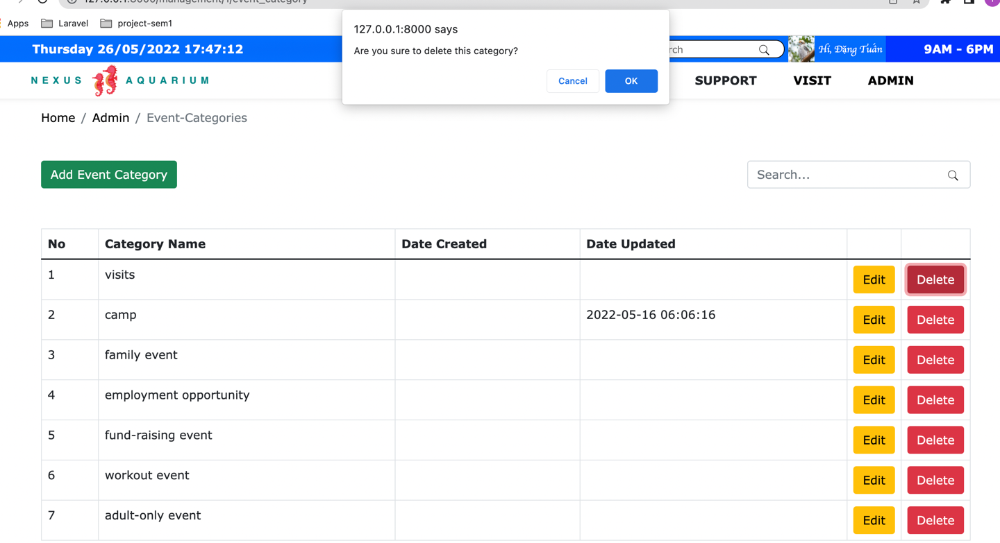 Apps Laravel project-sem1
127.0.0.1:8000 says
Are you sure to delete this category?
Cancel OK
Thursday 26/05/2022 17:47:12
Hi, Đặng Tuấn 9AM - 6PM
NEXUS AQUARIUM
SUPPORT VISIT ADMIN
Home / Admin / Event-Categories
Add Event Category
Search...
No Category Name Date Created Date Updated
1 visits Edit Delete
2 camp 2022-05-16 06:06:16 Edit Delete
3 family event Edit Delete
4 employment opportunity Edit Delete
5 fund-raising event Edit Delete
6 workout event Edit Delete
7 adult-only event Edit Delete